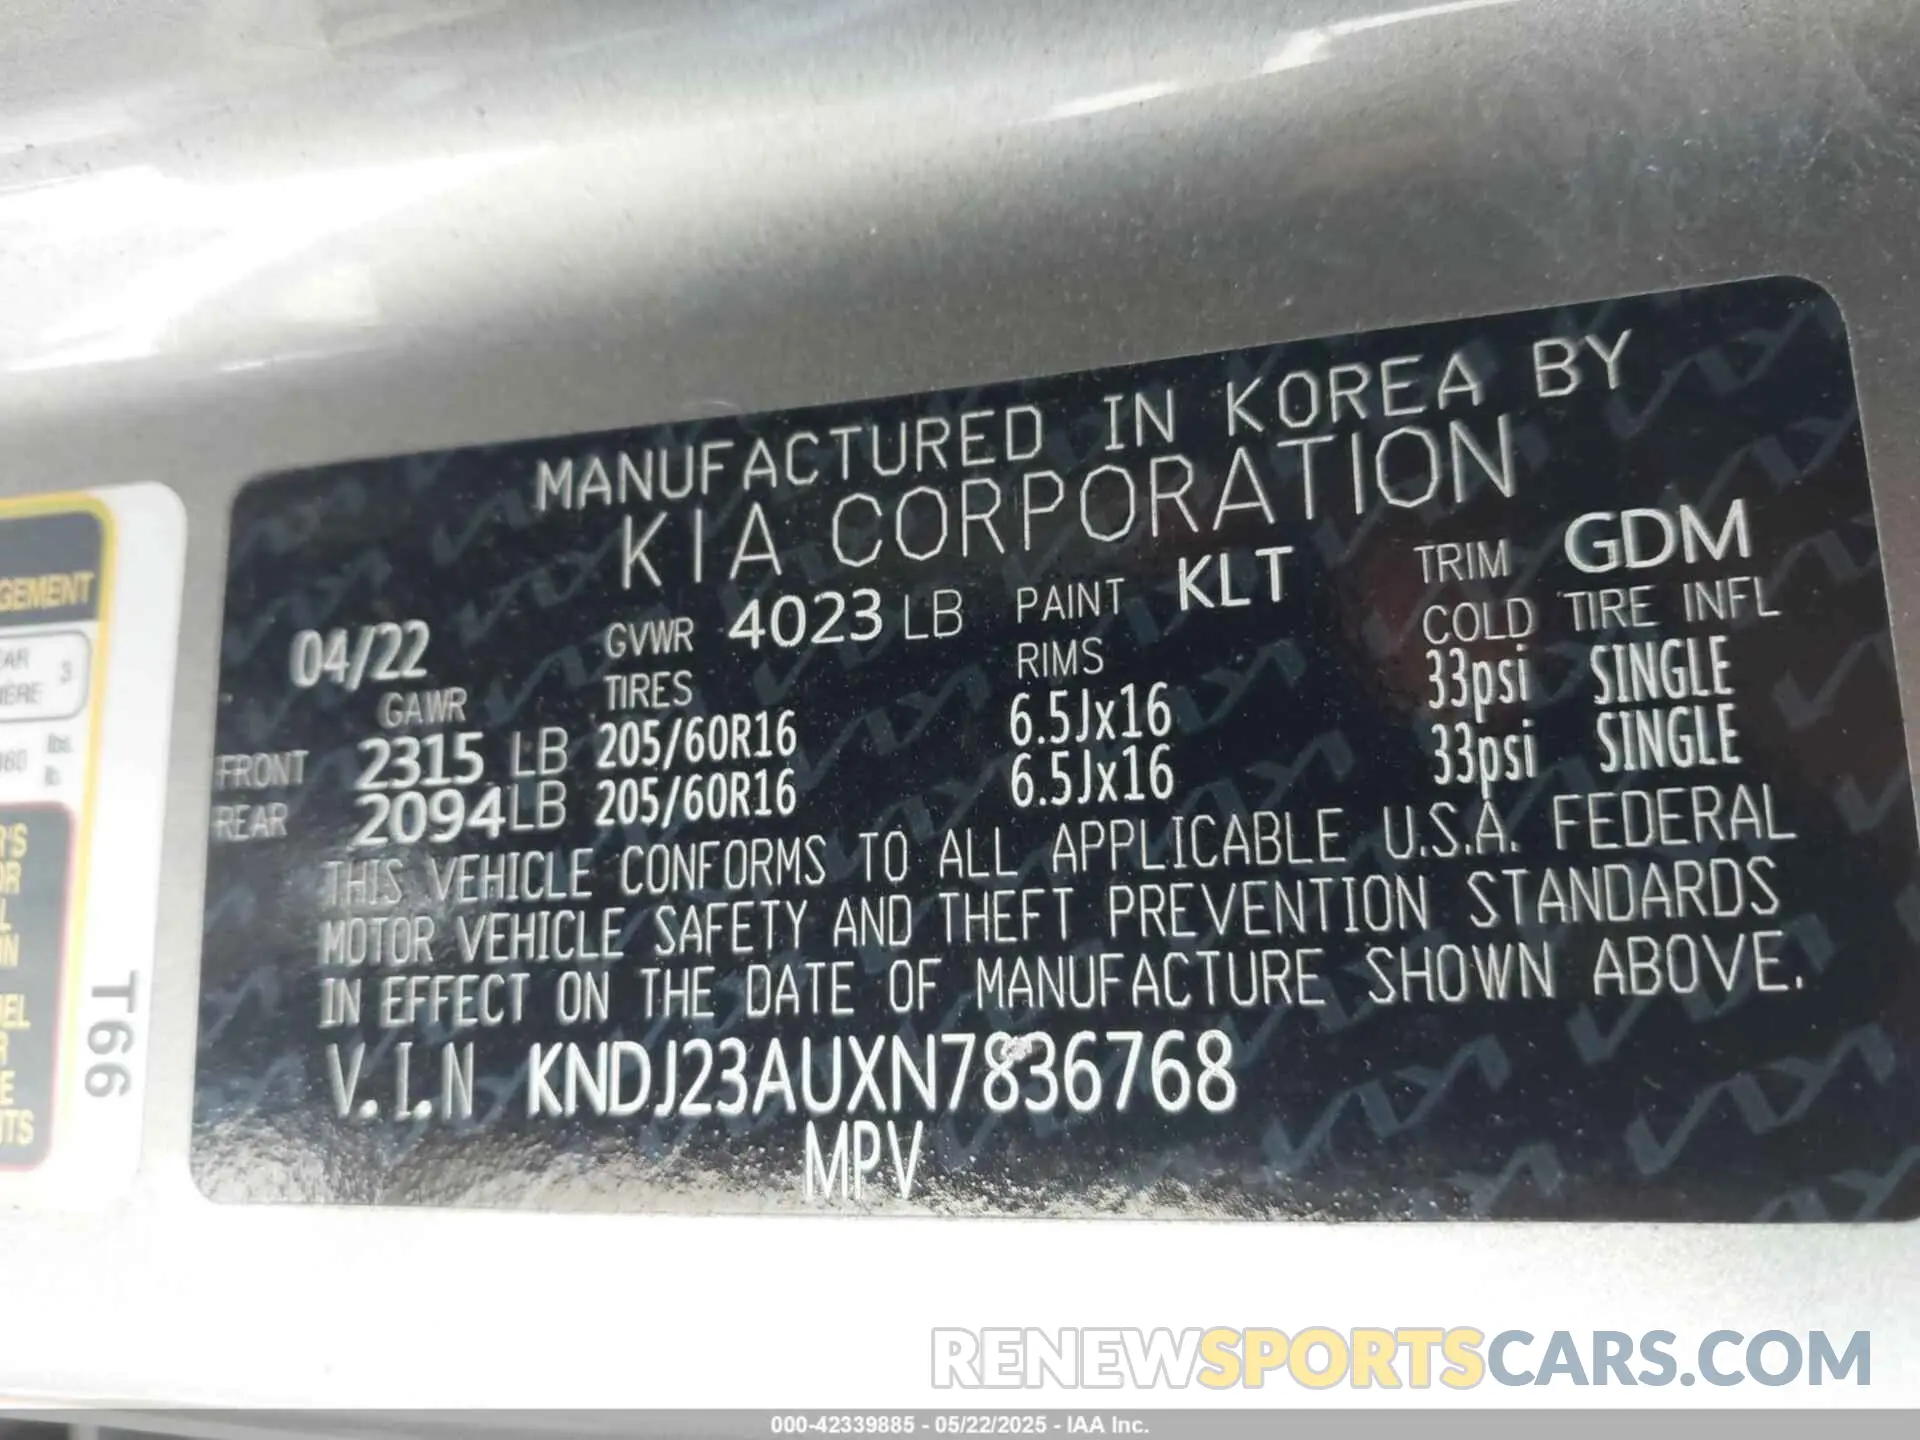 MANUFACTURED IN KOREA BY
KIA CORPORATION
04/22 GVWR 4023 LB PAINT KLT TRIM GDM
GAWR TIRES RIMS COLD TIRE INFL
FRONT 2315 LB 205/60R16 6.5Jx16 33psi SINGLE
REAR 2094 LB 205/60R16 6.5Jx16 33psi SINGLE
THIS VEHICLE CONFORMS TO ALL APPLICABLE U.S.A. FEDERAL
MOTOR VEHICLE SAFETY AND THEFT PREVENTION STANDARDS
IN EFFECT ON THE DATE OF MANUFACTURE SHOWN ABOVE.
V.I.N KNDJ23AUXN7836768
MPV
GEMENT
3
lbs.
T66
RENEWSPORTSCARS.COM
000-42339885 - 05/22/2025 - IAA Inc.